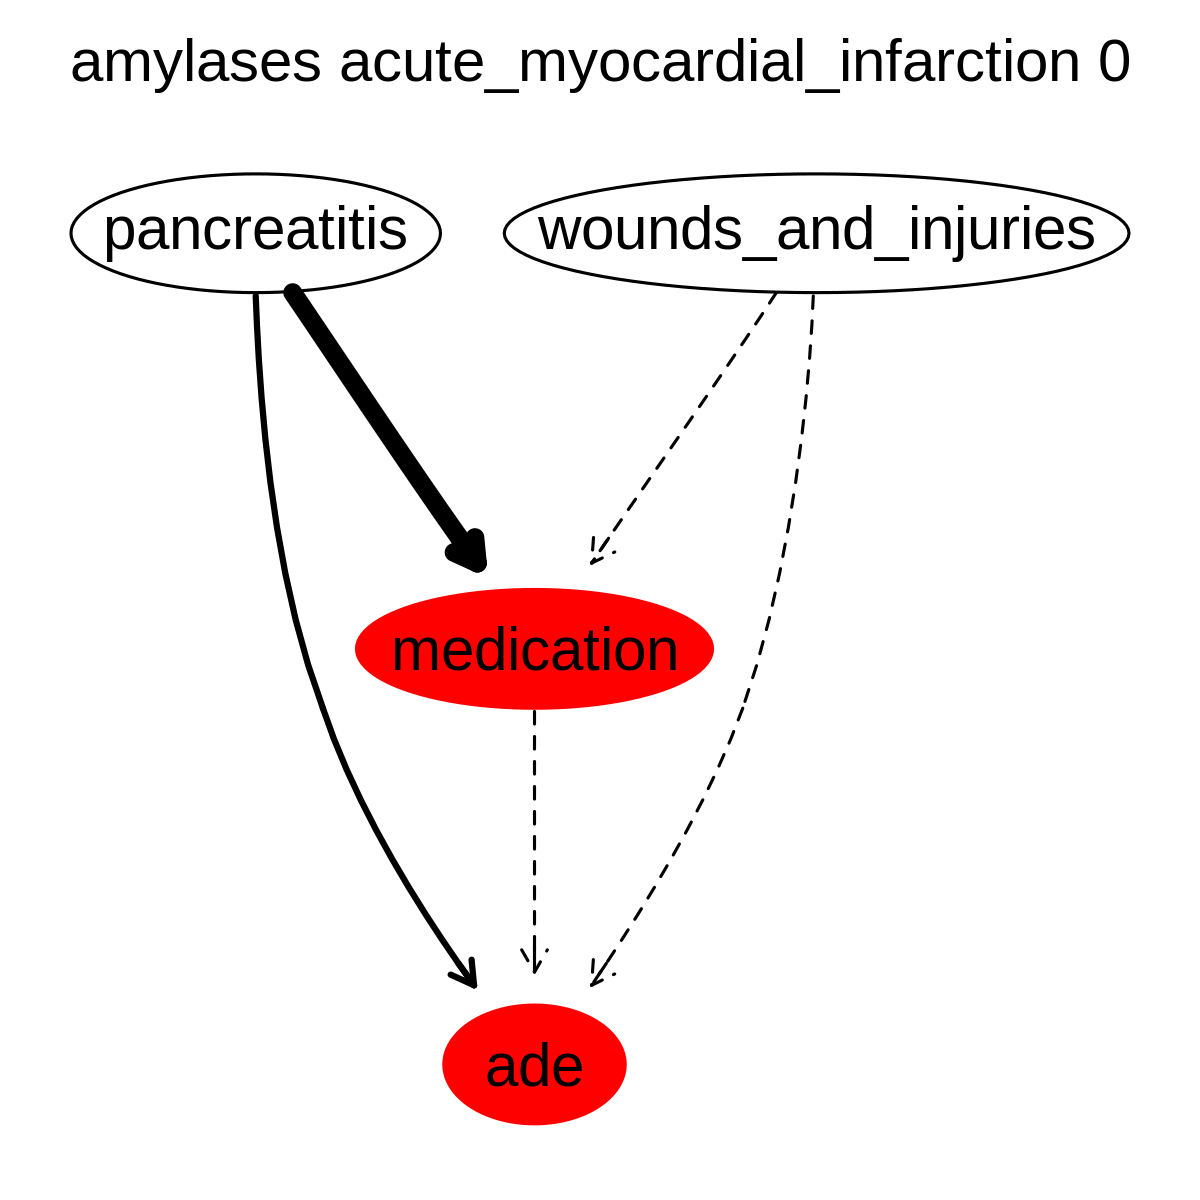 amylases acute_myocardial_infarction 0
pancreatitis
wounds_and_injuries
medication
ade